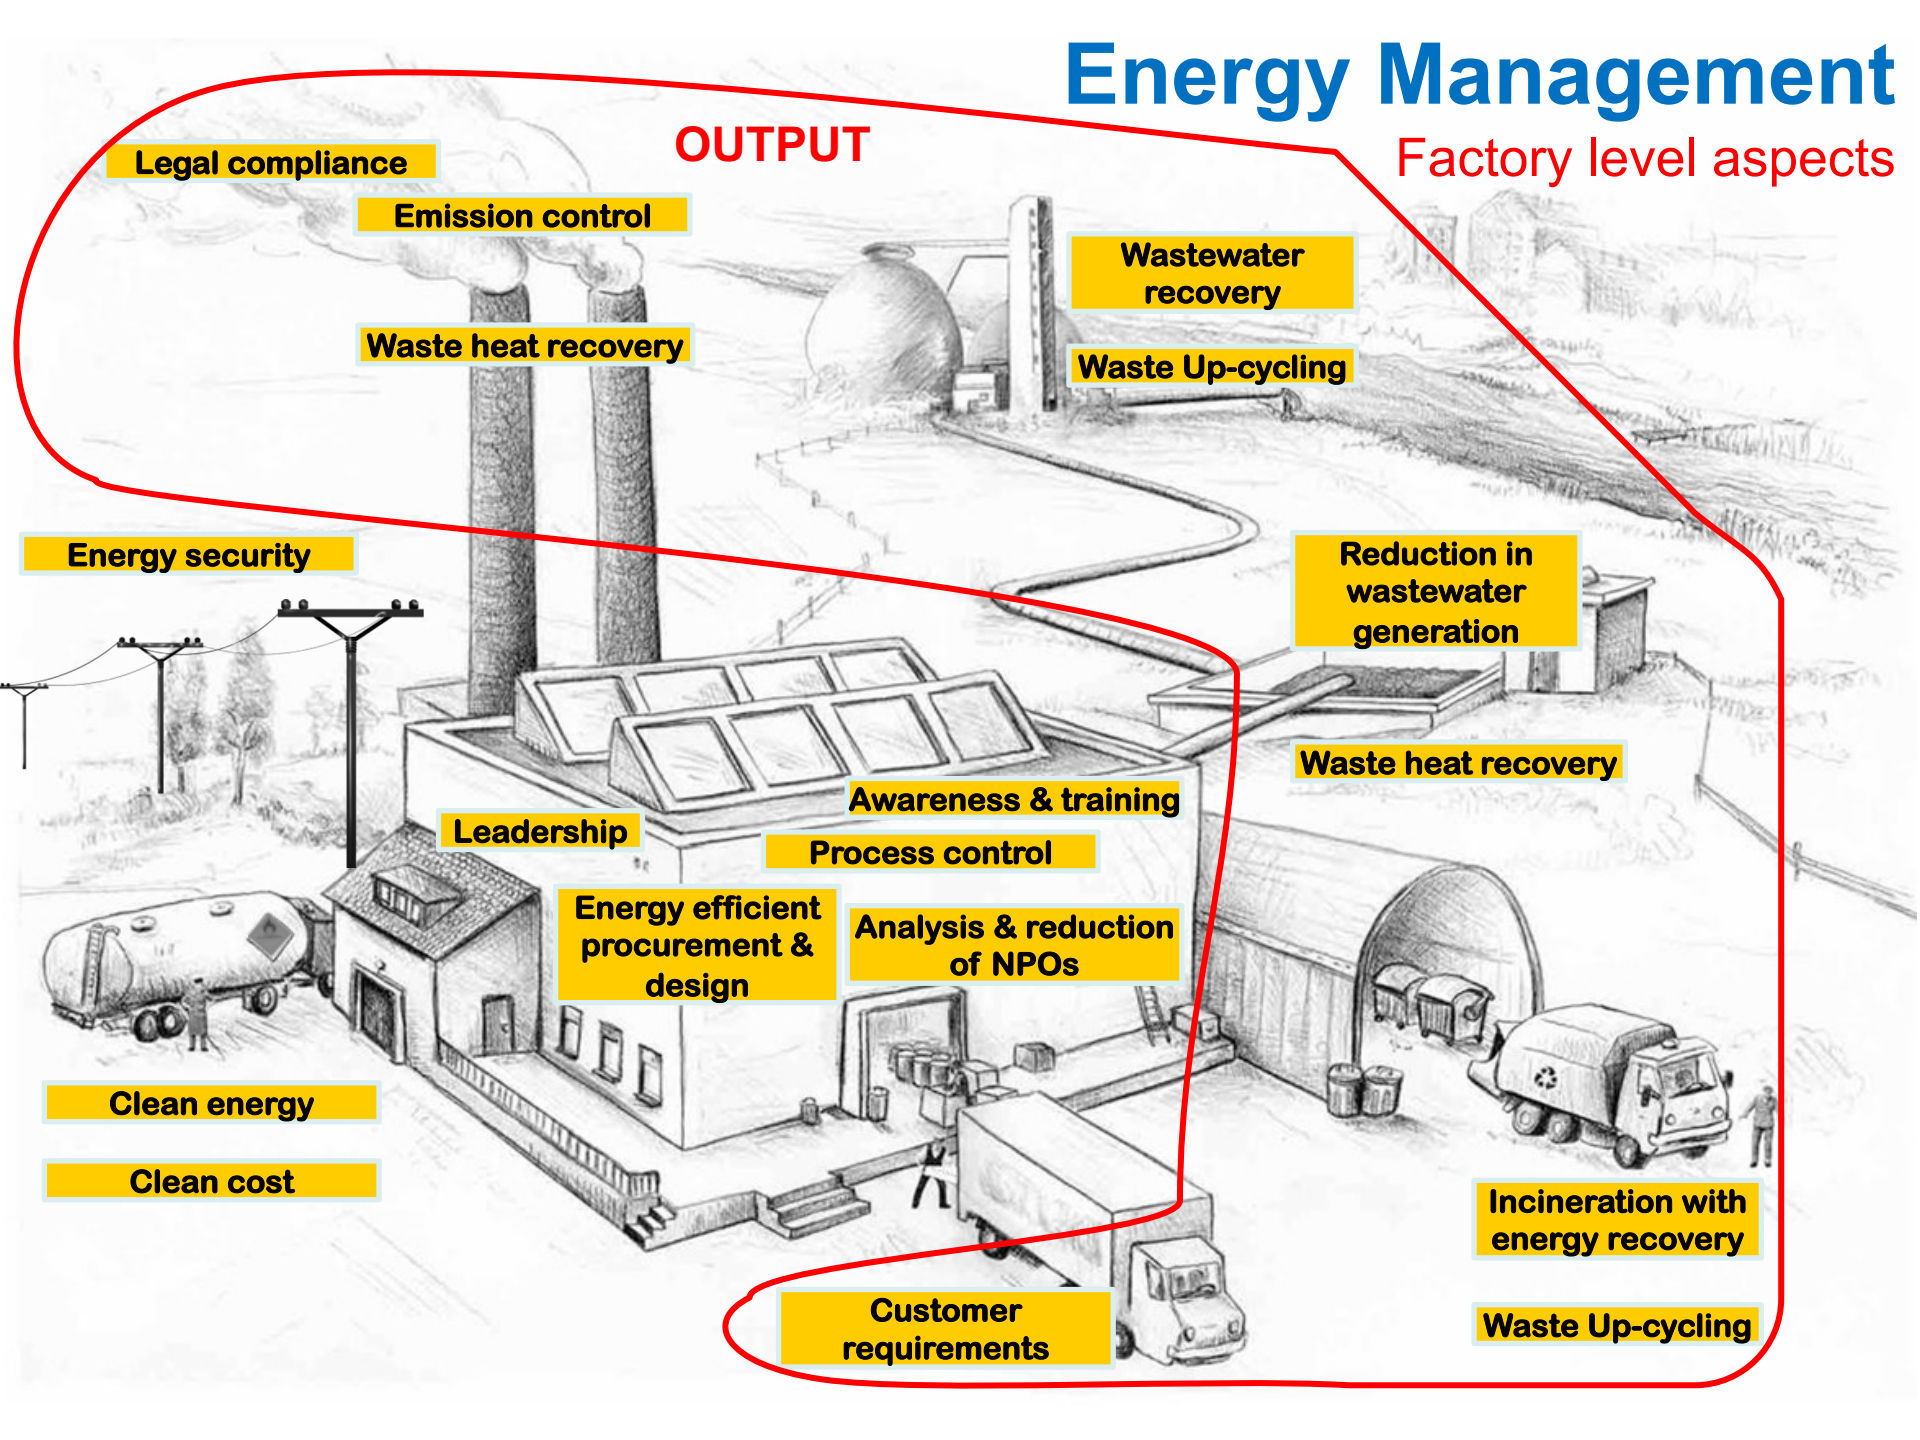 Energy Management
Factory level aspects
OUTPUT
Legal compliance
Emission control
Waste heat recovery
Wastewater
recovery
Waste Up-cycling
Energy security
Reduction in
wastewater
generation
Waste heat recovery
Awareness & training
Leadership
Process control
Energy efficient
procurement &
design
Analysis & reduction
of NPOs
Clean energy
Clean cost
Incineration with
energy recovery
Customer
requirements
Waste Up-cycling